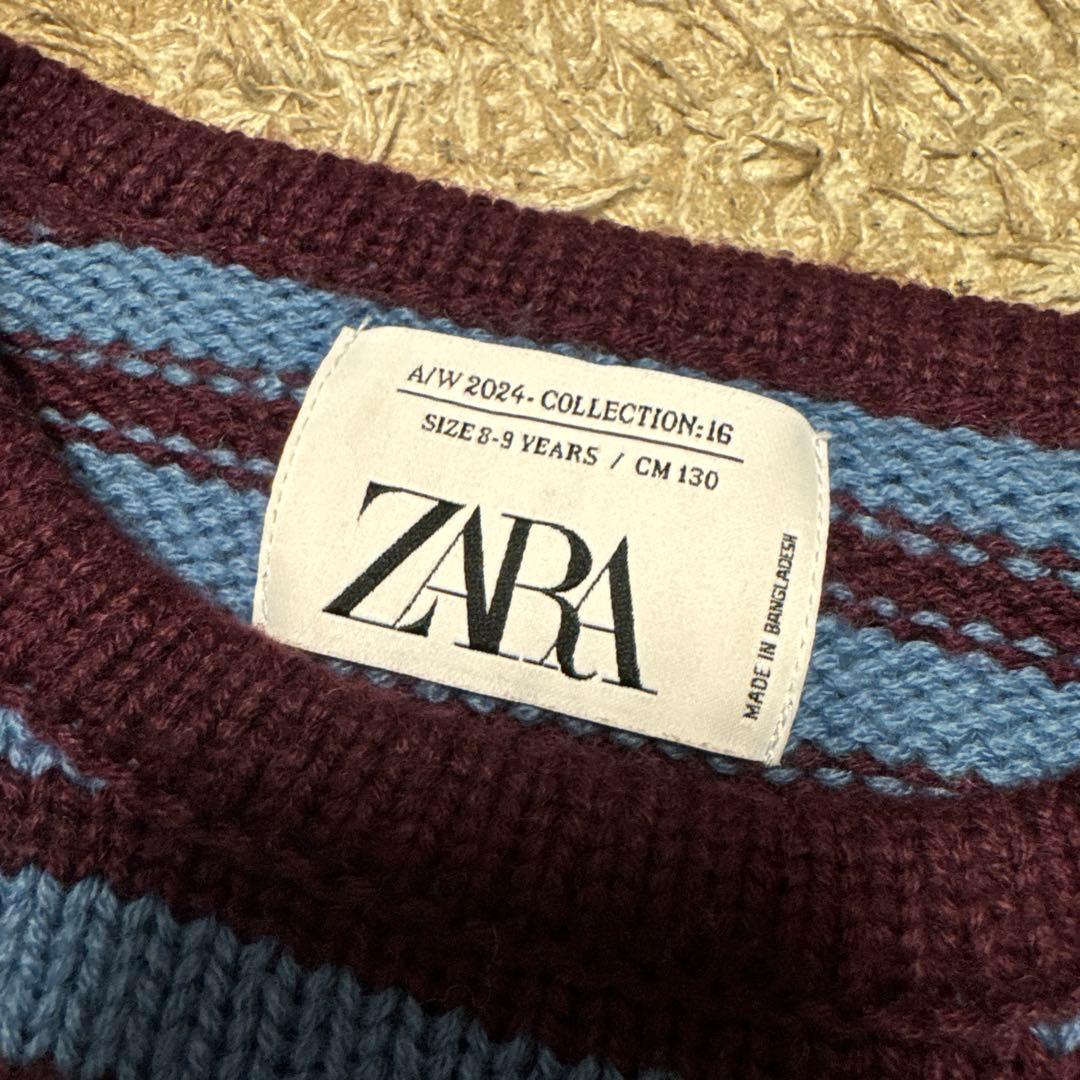 A/W 2024- COLLECTION:16
SIZE 8-9 YEARS / CM 130
ZARA
MADE IN BANGLADESH